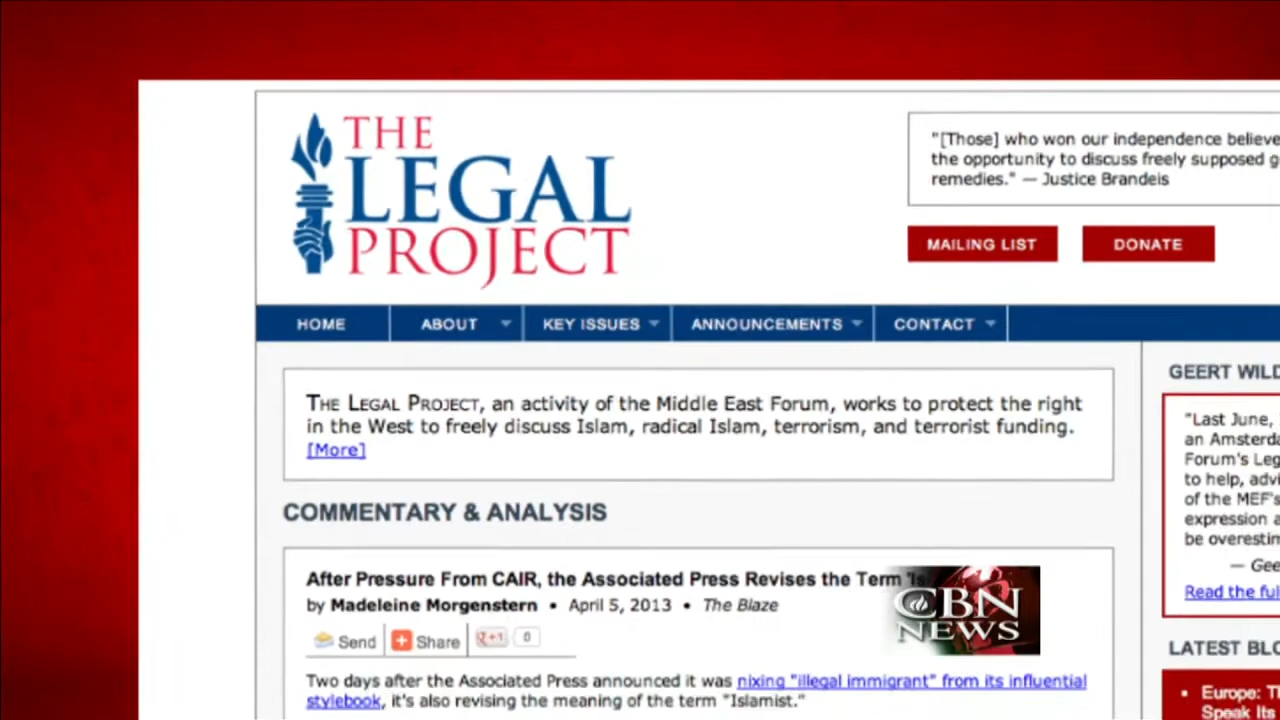 THE
LEGAL
PROJECT
"[Those] who won our independence believe
the opportunity to discuss freely supposed g
remedies." — Justice Brandeis
MAILING LIST
DONATE
HOME
ABOUT
KEY ISSUES
ANNOUNCEMENTS
CONTACT
THE LEGAL PROJECT, an activity of the Middle East Forum, works to protect the right
in the West to freely discuss Islam, radical Islam, terrorism, and terrorist funding.
[More]
COMMENTARY & ANALYSIS
After Pressure From CAIR, the Associated Press Revises the Term 'Is
by Madeleine Morgenstern • April 5, 2013 • The Blaze
Send
Share
+1
0
Two days after the Associated Press announced it was nixing "illegal immigrant" from its influential
stylebook, it's also revising the meaning of the term "Islamist."
GEERT WILD
"Last June,
an Amsterda
Forum's Leg
to help, advi
of the MEF's
expression a
be overestim
— Gee
Read the ful
LATEST BLO
• Europe: Th
Speak Its
CBN
NEWS